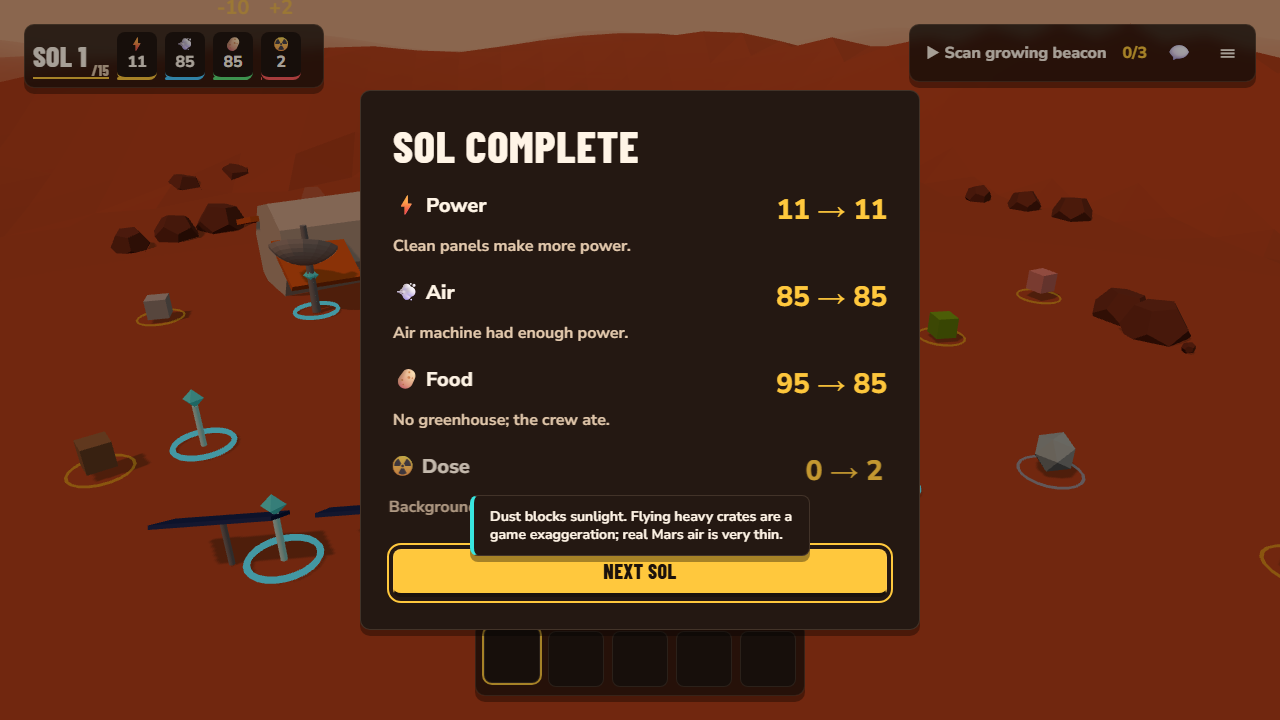 -10 +2
SOL 1 /15 11 85 85 2
Scan growing beacon 0/3
SOL COMPLETE
Power 11 → 11
Clean panels make more power.
Air 85 → 85
Air machine had enough power.
Food 95 → 85
No greenhouse; the crew ate.
Dose 0 → 2
Dust blocks sunlight. Flying heavy crates are a
game exaggeration; real Mars air is very thin.
NEXT SOL